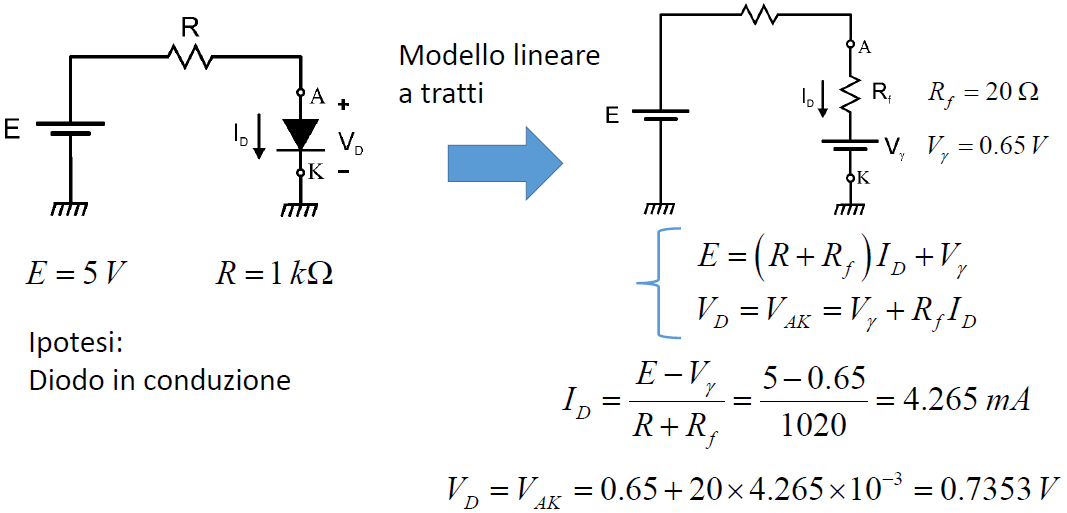 R
E
I_D
A
+
V_D
K
−
E = 5 V
R = 1 kΩ
Ipotesi:
Diodo in conduzione
Modello lineare
a tratti
E
A
I_D
R_f
R_f = 20 Ω
V_γ
V_γ = 0.65 V
K
E = (R + R_f) I_D + V_γ
V_D = V_AK = V_γ + R_f I_D
I_D = (E − V_γ)/(R + R_f) = (5 − 0.65)/1020 = 4.265 mA
V_D = V_AK = 0.65 + 20 × 4.265 × 10^−3 = 0.7353 V